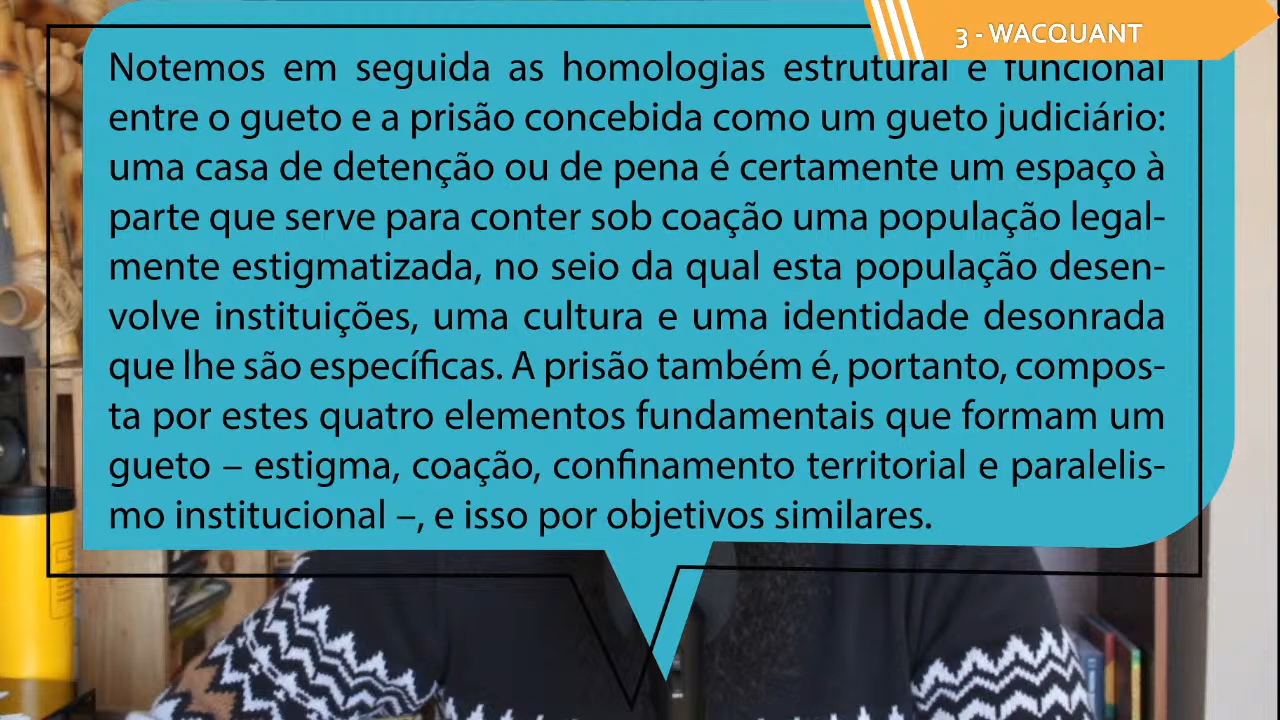 3 - WACQUANT
Notemos em seguida as homologias estrutural e funcional
entre o gueto e a prisão concebida como um gueto judiciário:
uma casa de detenção ou de pena é certamente um espaço à
parte que serve para conter sob coação uma população legal-
mente estigmatizada, no seio da qual esta população desen-
volve instituições, uma cultura e uma identidade desonrada
que lhe são específicas. A prisão também é, portanto, compos-
ta por estes quatro elementos fundamentais que formam um
gueto – estigma, coação, confinamento territorial e paralelis-
mo institucional –, e isso por objetivos similares.